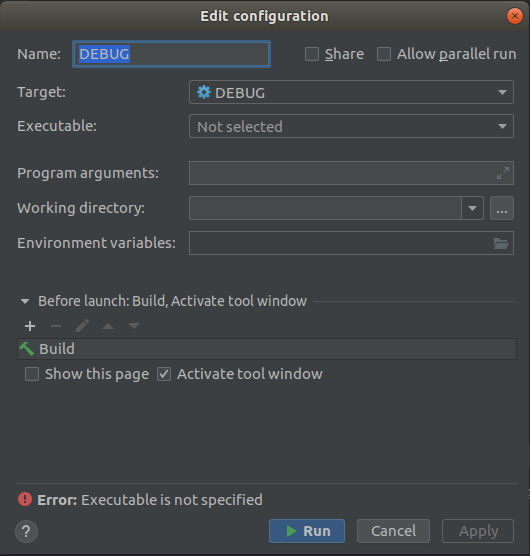 Edit configuration
Name: DEBUG Share Allow parallel run
Target: DEBUG
Executable: Not selected
Program arguments:
Working directory: ...
Environment variables:
Before launch: Build, Activate tool window
Build
Show this page Activate tool window
Error: Executable is not specified
? Run Cancel Apply